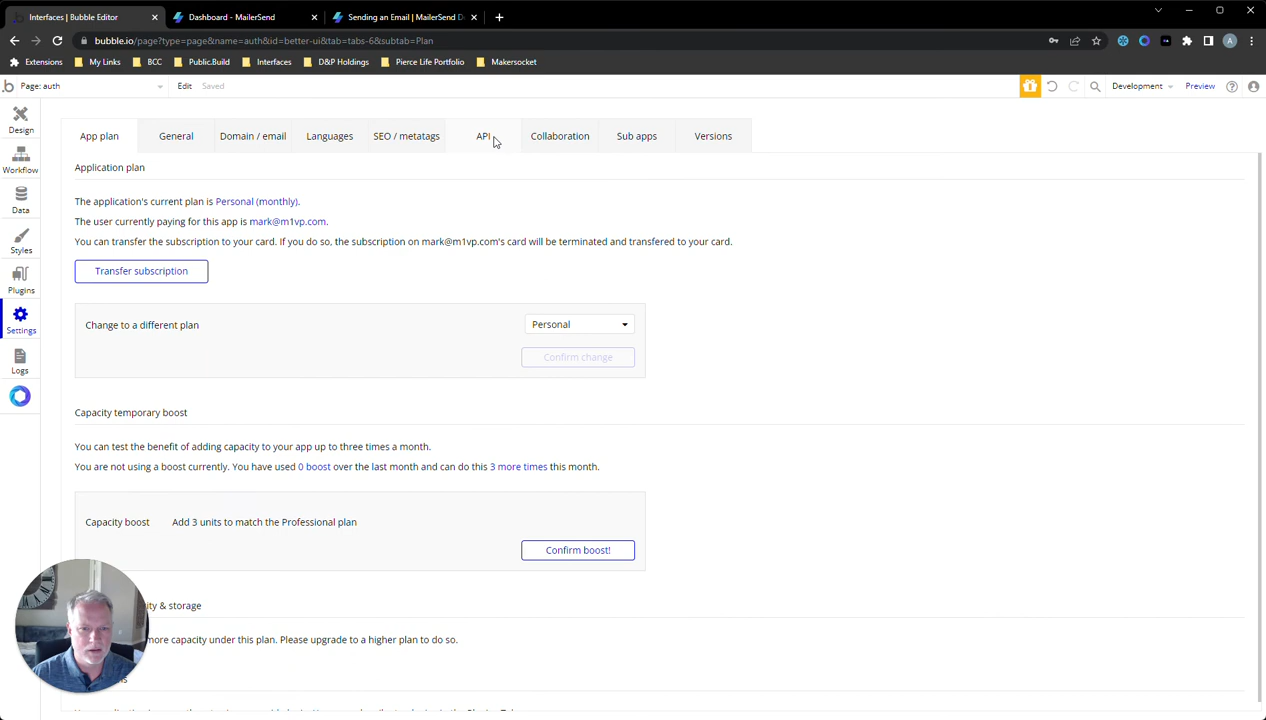 Interfaces | Bubble Editor
Dashboard - MailerSend
Sending an Email | MailerSend D
bubble.io/page?type=page&name=auth&id=better-ui&tab=tabs-6&subtab=Plan
A
Extensions My Links BCC Public.Build Interfaces D&P Holdings Pierce Life Portfolio Makersocket
Page: auth Edit Saved Development Preview
Design
Workflow
Data
Styles
Plugins
Settings
Logs
App plan General Domain / email Languages SEO / metatags API Collaboration Sub apps Versions
Application plan
The application's current plan is Personal (monthly).
The user currently paying for this app is mark@m1vp.com.
You can transfer the subscription to your card. If you do so, the subscription on mark@m1vp.com's card will be terminated and transfered to your card.
Transfer subscription
Change to a different plan Personal
Confirm change
Capacity temporary boost
You can test the benefit of adding capacity to your app up to three times a month.
You are not using a boost currently. You have used 0 boost over the last month and can do this 3 more times this month.
Capacity boost Add 3 units to match the Professional plan
Confirm boost!
& storage
more capacity under this plan. Please upgrade to a higher plan to do so.